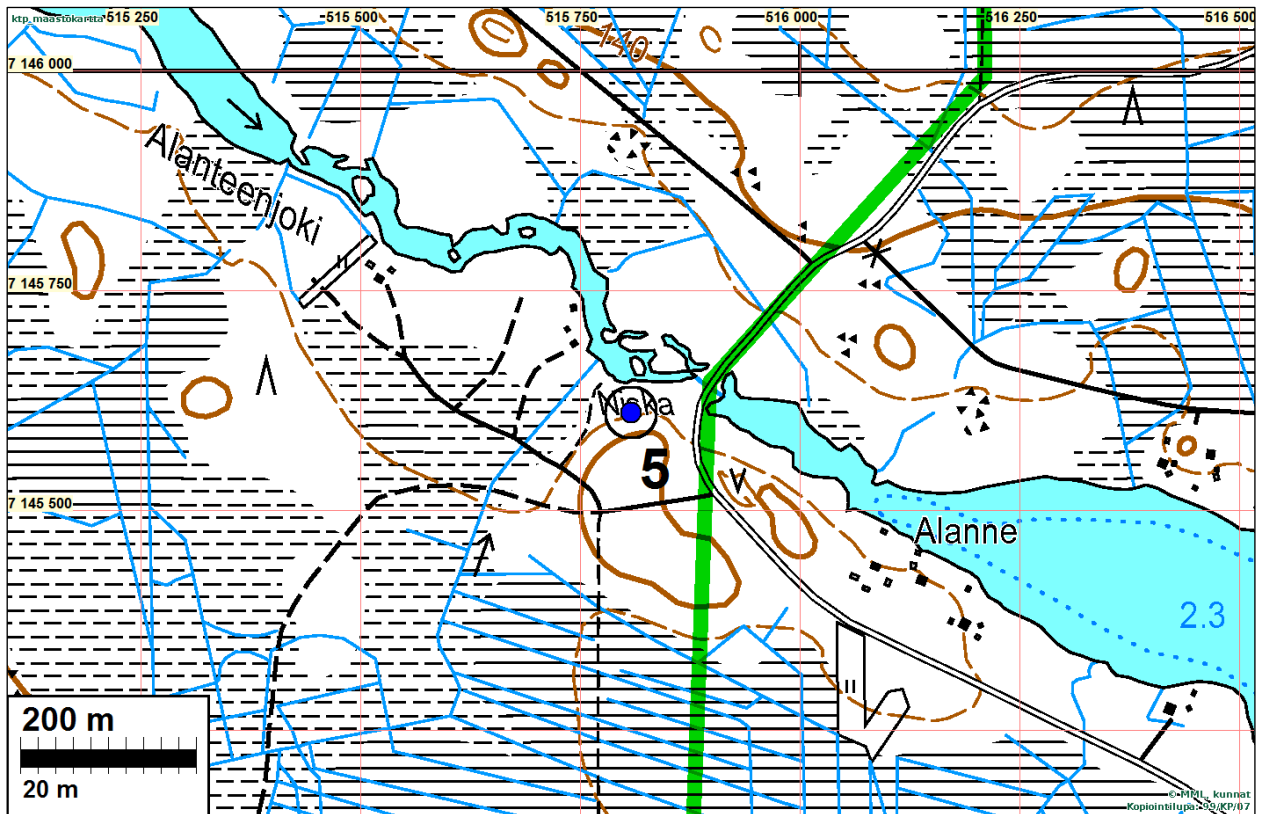 ktp_maastokartta
515 250
515 500
515 750
516 000
516 250
516 500
140
7 146 000
Alanteenjoki
7 145 750
Niska
5
7 145 500
Alanne
2.3
200 m
20 m
© MML, kunnat
Kopiointilupa: 99/KP/07